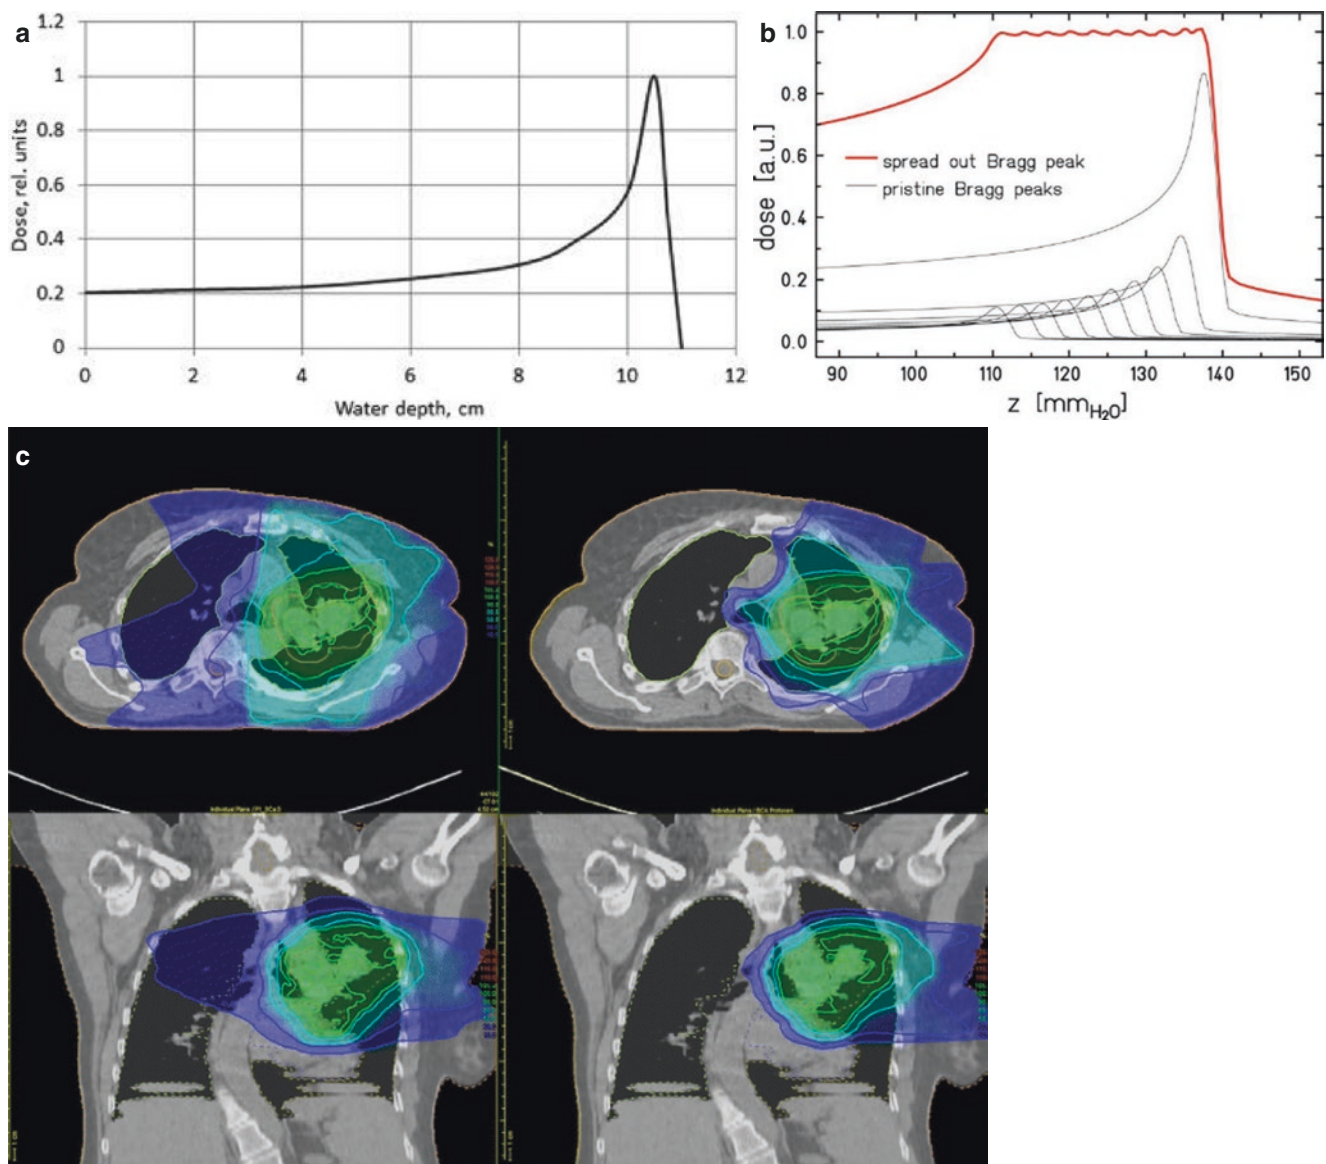 a
1.2
1
0.8
0.6
0.4
0.2
0
Dose, rel. units
0 2 4 6 8 10 12
Water depth, cm
b
1.0
0.8
0.6
0.4
0.2
0.0
dose [a.u.]
spread out Bragg peak
pristine Bragg peaks
90 100 110 120 130 140 150
z [mmH₂O]
c